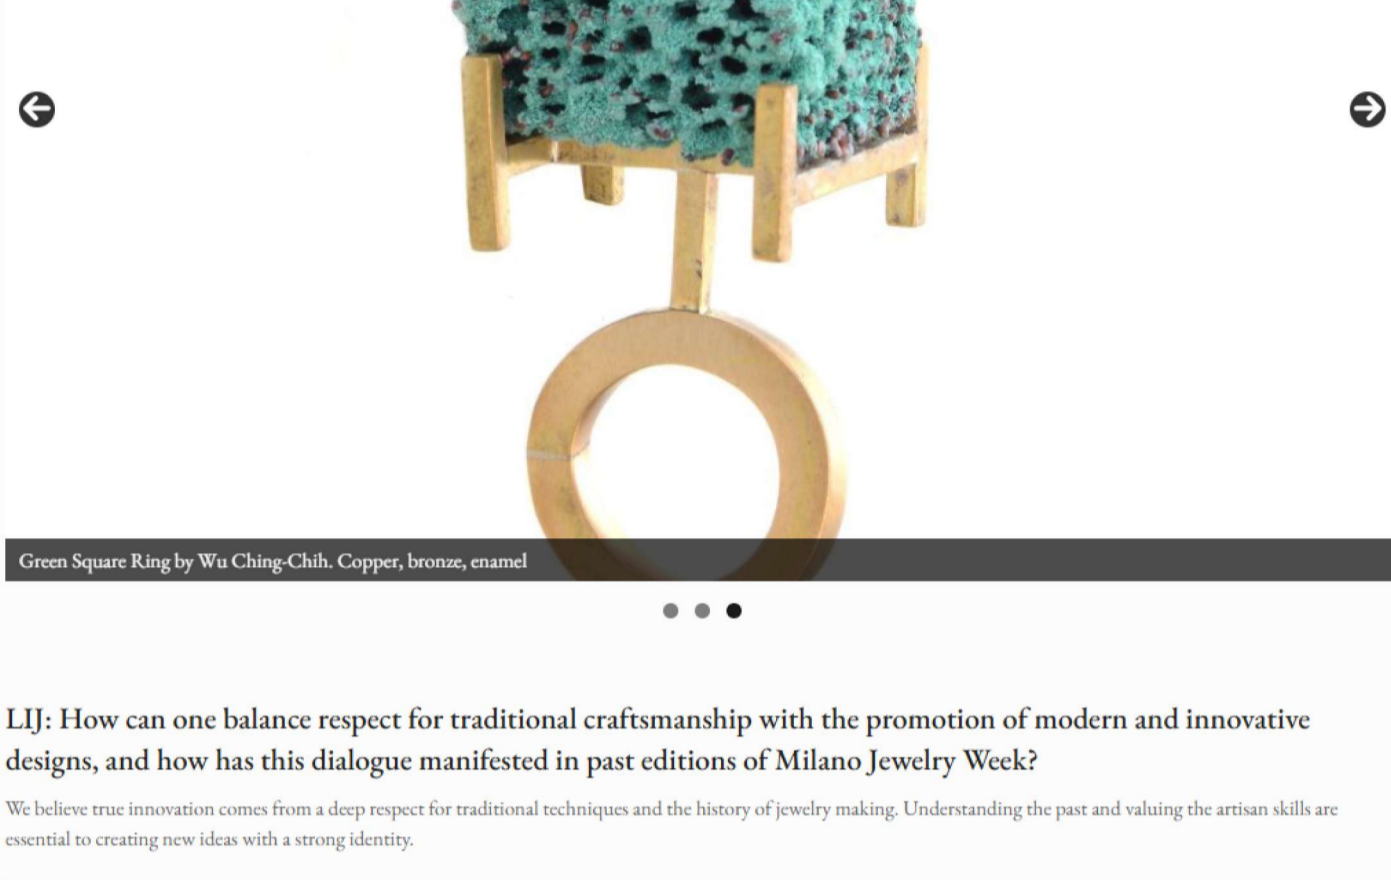 Green Square Ring by Wu Ching-Chih. Copper, bronze, enamel
LIJ: How can one balance respect for traditional craftsmanship with the promotion of modern and innovative
designs, and how has this dialogue manifested in past editions of Milano Jewelry Week?
We believe true innovation comes from a deep respect for traditional techniques and the history of jewelry making. Understanding the past and valuing the artisan skills are
essential to creating new ideas with a strong identity.